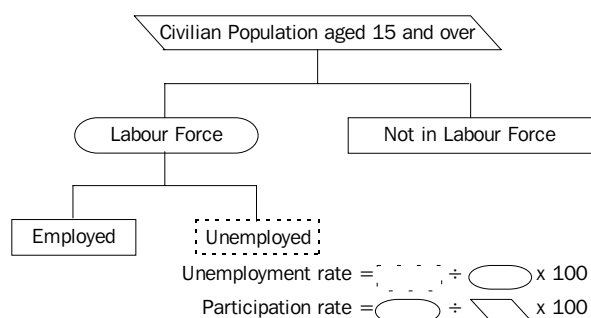 Civilian Population aged 15 and over
Labour Force
Not in Labour Force
Employed
Unemployed
Unemployment rate = ÷ x 100
Participation rate = ÷ x 100